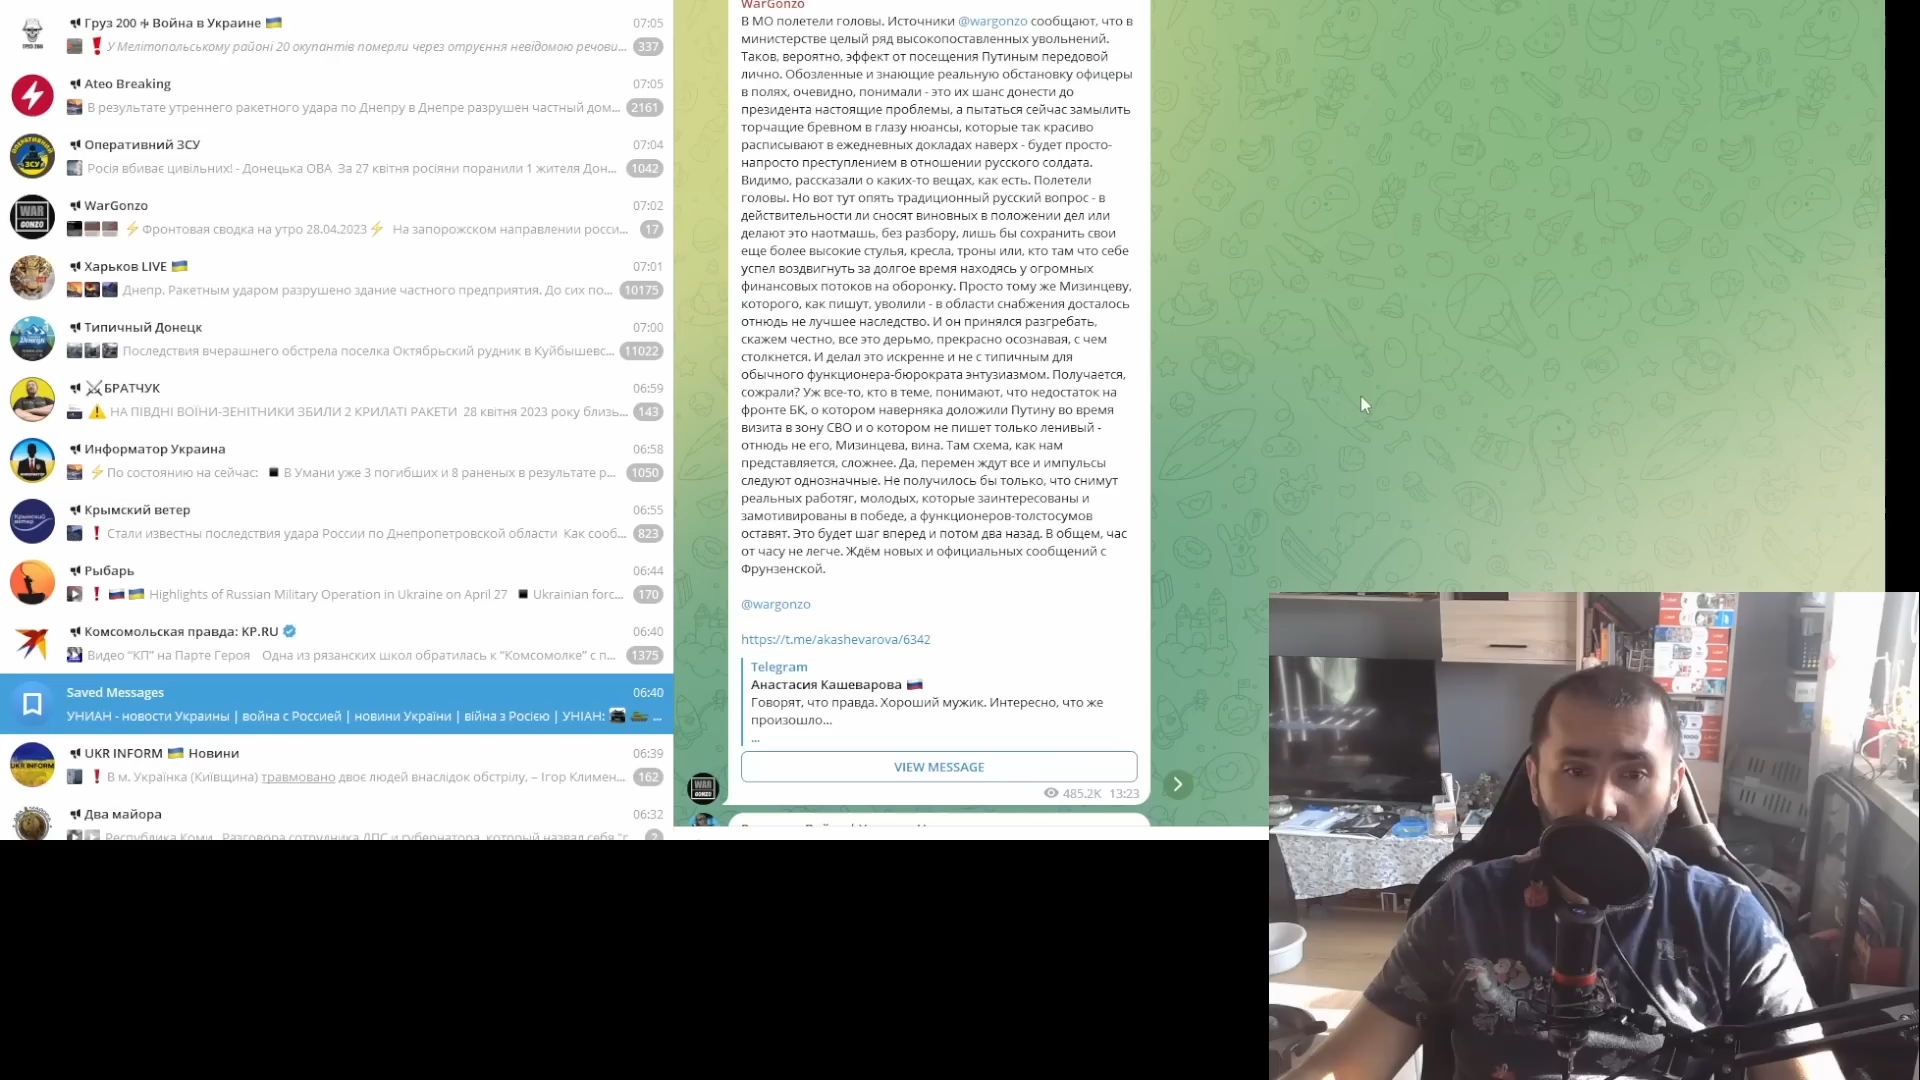 Груз 200 ⚰ Война в Украине 🇺🇦 07:05
❗ У Мелітопольському районі 20 окупантів померли через отруєння невідомою речови... 337
Ateo Breaking 07:05
В результате утреннего ракетного удара по Днепру в Днепре разрушен частный дом... 2161
Оперативний ЗСУ 07:04
Росія вбиває цивільних! - Донецька ОВА За 27 квітня росіяни поранили 1 жителя Дон... 1042
WarGonzo 07:02
⚡Фронтовая сводка на утро 28.04.2023⚡ На запорожском направлении росси... 17
Харьков LIVE 🇺🇦 07:01
Днепр. Ракетным ударом разрушено здание частного предприятия. До сих по... 10175
Типичный Донецк 07:00
Последствия вчерашнего обстрела поселка Октябрьский рудник в Куйбышевс... 11022
⚔БРАТЧУК 06:59
⚠ НА ПІВДНІ ВОЇНИ-ЗЕНІТНИКИ ЗБИЛИ 2 КРИЛАТІ РАКЕТИ 28 квітня 2023 року близь... 143
Информатор Украина 06:58
⚡По состоянию на сейчас: ▪ В Умани уже 3 погибших и 8 раненых в результате р... 1050
Крымский ветер 06:55
❗ Стали известны последствия удара России по Днепропетровской области Как сооб... 823
Рыбарь 06:44
❗🇷🇺🇺🇦 Highlights of Russian Military Operation in Ukraine on April 27 ▪ Ukrainian forc... 170
Комсомольская правда: KP.RU 06:40
Видео "КП" на Парте Героя Одна из рязанских школ обратилась к "Комсомолке" с п... 1375
Saved Messages 06:40
УНИАН - новости Украины | война с Россией | новини України | війна з Росією | УНІАН: ...
UKR INFORM 🇺🇦 Новини 06:39
❗ В м. Українка (Київщина) травмовано двоє людей внаслідок обстрілу, – Ігор Климен... 162
Два майора 06:32
Республика Коми. Разговора сотрудника ДПС и губернатора, который назвал себя "г... 2
WarGonzo
В МО полетели головы. Источники @wargonzo сообщают, что в
министерстве целый ряд высокопоставленных увольнений.
Таков, вероятно, эффект от посещения Путиным передовой
лично. Обозленные и знающие реальную обстановку офицеры
в полях, очевидно, понимали - это их шанс донести до
президента настоящие проблемы, а пытаться сейчас замылить
торчащие бревном в глазу нюансы, которые так красиво
расписывают в ежедневных докладах наверх - будет просто-
напросто преступлением в отношении русского солдата.
Видимо, рассказали о каких-то вещах, как есть. Полетели
головы. Но вот тут опять традиционный русский вопрос - в
действительности ли сносят виновных в положении дел или
делают это наотмашь, без разбору, лишь бы сохранить свои
еще более высокие стулья, кресла, троны или, кто там что себе
успел воздвигнуть за долгое время находясь у огромных
финансовых потоков на оборонку. Просто тому же Мизинцеву,
которого, как пишут, уволили - в области снабжения досталось
отнюдь не лучшее наследство. И он принялся разгребать,
скажем честно, все это дерьмо, прекрасно осознавая, с чем
столкнется. И делал это искренне и не с типичным для
обычного функционера-бюрократа энтузиазмом. Получается,
сожрали? Уж все-то, кто в теме, понимают, что недостаток на
фронте БК, о котором наверняка доложили Путину во время
визита в зону СВО и о котором не пишет только ленивый -
отнюдь не его, Мизинцева, вина. Там схема, как нам
представляется, сложнее. Да, перемен ждут все и импульсы
следуют однозначные. Не получилось бы только, что снимут
реальных работяг, молодых, которые заинтересованы и
замотивированы в победе, а функционеров-толстосумов
оставят. Это будет шаг вперед и потом два назад. В общем, час
от часу не легче. Ждём новых и официальных сообщений с
Фрунзенской.
@wargonzo
https://t.me/akashevarova/6342
Telegram
Анастасия Кашеварова 🇷🇺
Говорят, что правда. Хороший мужик. Интересно, что же
произошло...
...
VIEW MESSAGE
485.2K 13:23